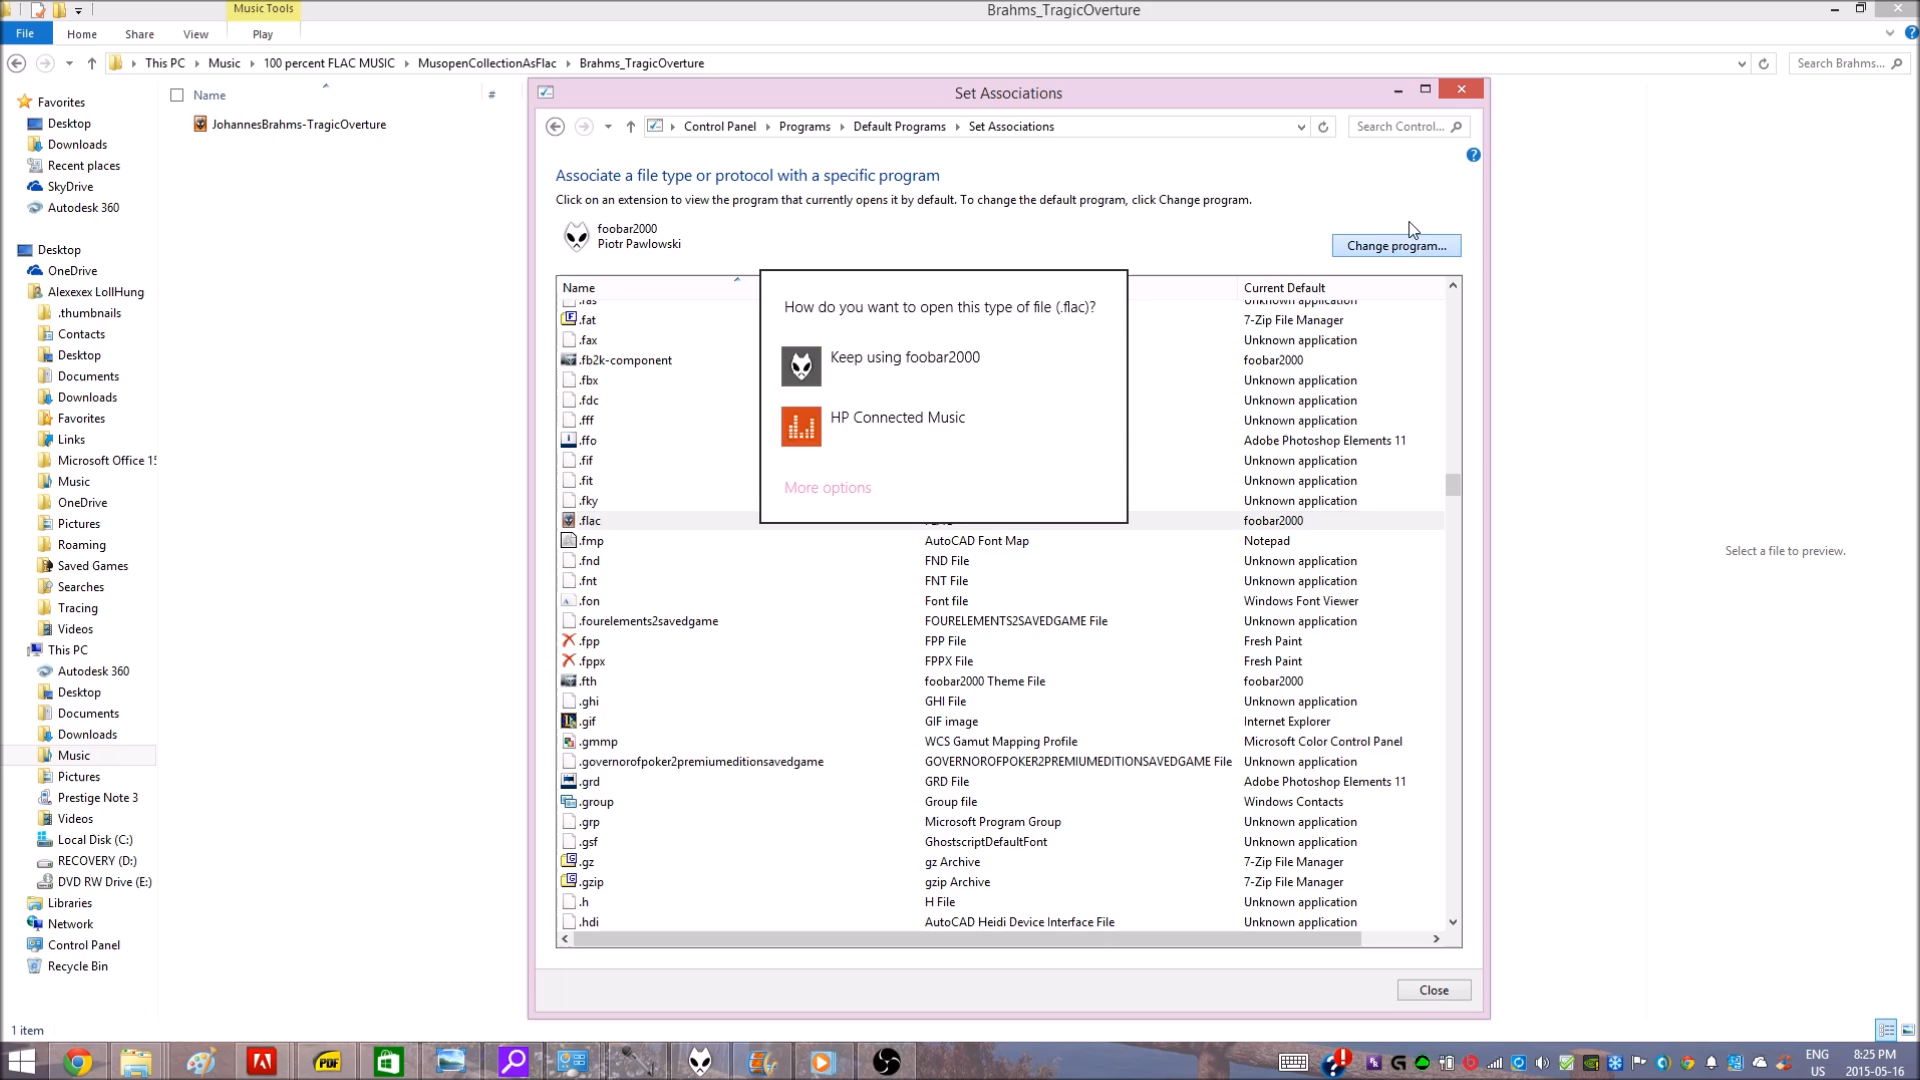 Music Tools
Brahms_TragicOverture
File Home Share View Play
This PC Music 100 percent FLAC MUSIC MusopenCollectionAsFlac Brahms_TragicOverture
Search Brahms...
Favorites
Desktop
Downloads
Recent places
SkyDrive
Autodesk 360
Desktop
OneDrive
Alexexex LollHung
.thumbnails
Contacts
Desktop
Documents
Downloads
Favorites
Links
Microsoft Office 15
Music
OneDrive
Pictures
Roaming
Saved Games
Searches
Tracing
Videos
This PC
Autodesk 360
Desktop
Documents
Downloads
Music
Pictures
Prestige Note 3
Videos
Local Disk (C:)
RECOVERY (D:)
DVD RW Drive (E:)
Libraries
Network
Control Panel
Recycle Bin
1 item
Name #
JohannesBrahms-TragicOverture
Set Associations
Control Panel Programs Default Programs Set Associations
Search Control...
Associate a file type or protocol with a specific program
Click on an extension to view the program that currently opens it by default. To change the default program, click Change program.
foobar2000
Piotr Pawlowski
Change program...
Name Current Default
.ras Unknown application
.fat 7-Zip File Manager
.fax Unknown application
.fb2k-component foobar2000
.fbx Unknown application
.fdc Unknown application
.fff Unknown application
.ffo Adobe Photoshop Elements 11
.fif Unknown application
.fit Unknown application
.fky Unknown application
.flac foobar2000
.fmp AutoCAD Font Map Notepad
.fnd FND File Unknown application
.fnt FNT File Unknown application
.fon Font file Windows Font Viewer
.fourelements2savedgame FOURELEMENTS2SAVEDGAME File Unknown application
.fpp FPP File Fresh Paint
.fppx FPPX File Fresh Paint
.fth foobar2000 Theme File foobar2000
.ghi GHI File Unknown application
.gif GIF image Internet Explorer
.gmmp WCS Gamut Mapping Profile Microsoft Color Control Panel
.governorofpoker2premiumeditionsavedgame GOVERNOROFPOKER2PREMIUMEDITIONSAVEDGAME File Unknown application
.grd GRD File Adobe Photoshop Elements 11
.group Group file Windows Contacts
.grp Microsoft Program Group Unknown application
.gsf GhostscriptDefaultFont Unknown application
.gz gz Archive 7-Zip File Manager
.gzip gzip Archive 7-Zip File Manager
.h H File Unknown application
.hdi AutoCAD Heidi Device Interface File Unknown application
How do you want to open this type of file (.flac)?
Keep using foobar2000
HP Connected Music
More options
Close
Select a file to preview.
PDF
ENG
US
8:25 PM
2015-05-16